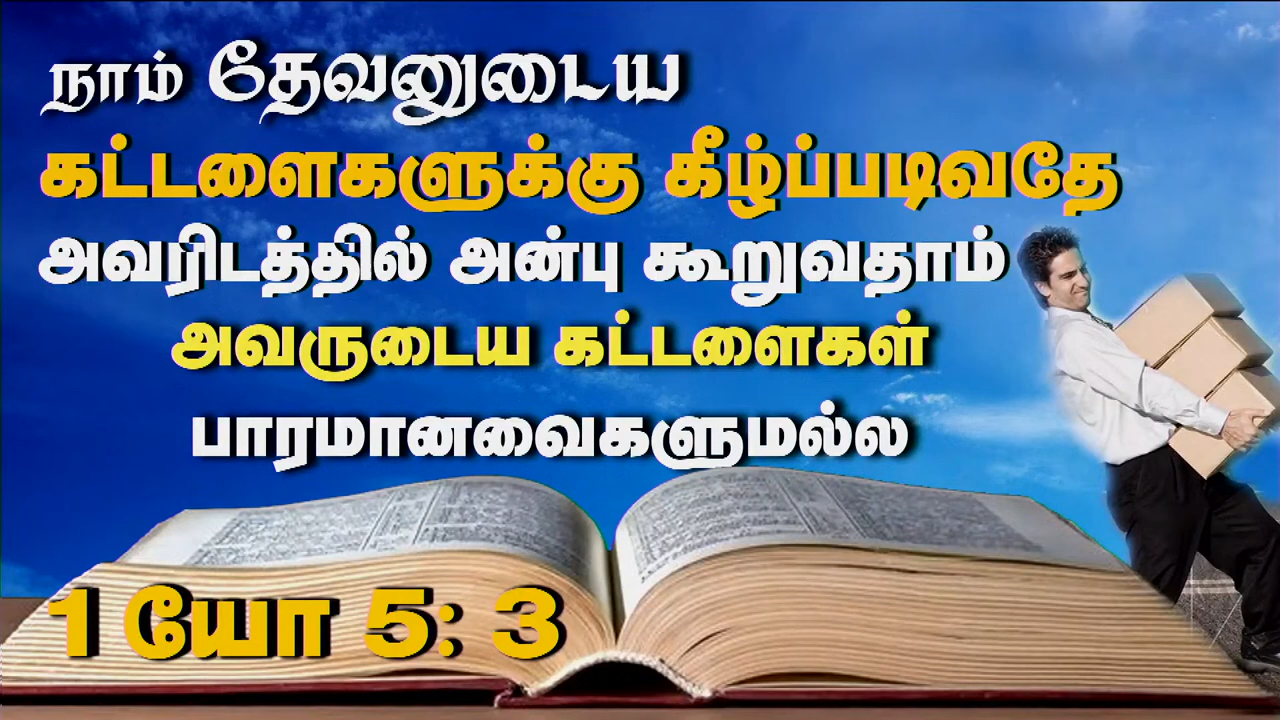 நாம் தேவனுடைய
கட்டளைகளுக்கு கீழ்ப்படிவதே
அவரிடத்தில் அன்பு கூறுவதாம்
அவருடைய கட்டளைகள்
பாரமானவைகளுமல்ல
1 யோ 5: 3